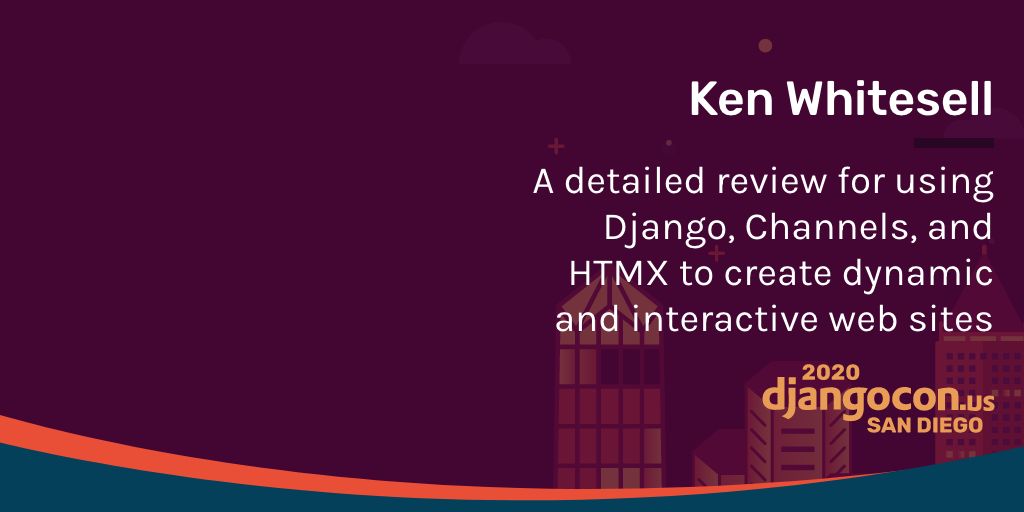 Ken Whitesell
A detailed review for using
Django, Channels, and
HTMX to create dynamic
and interactive web sites
2020
djangocon.us
SAN DIEGO